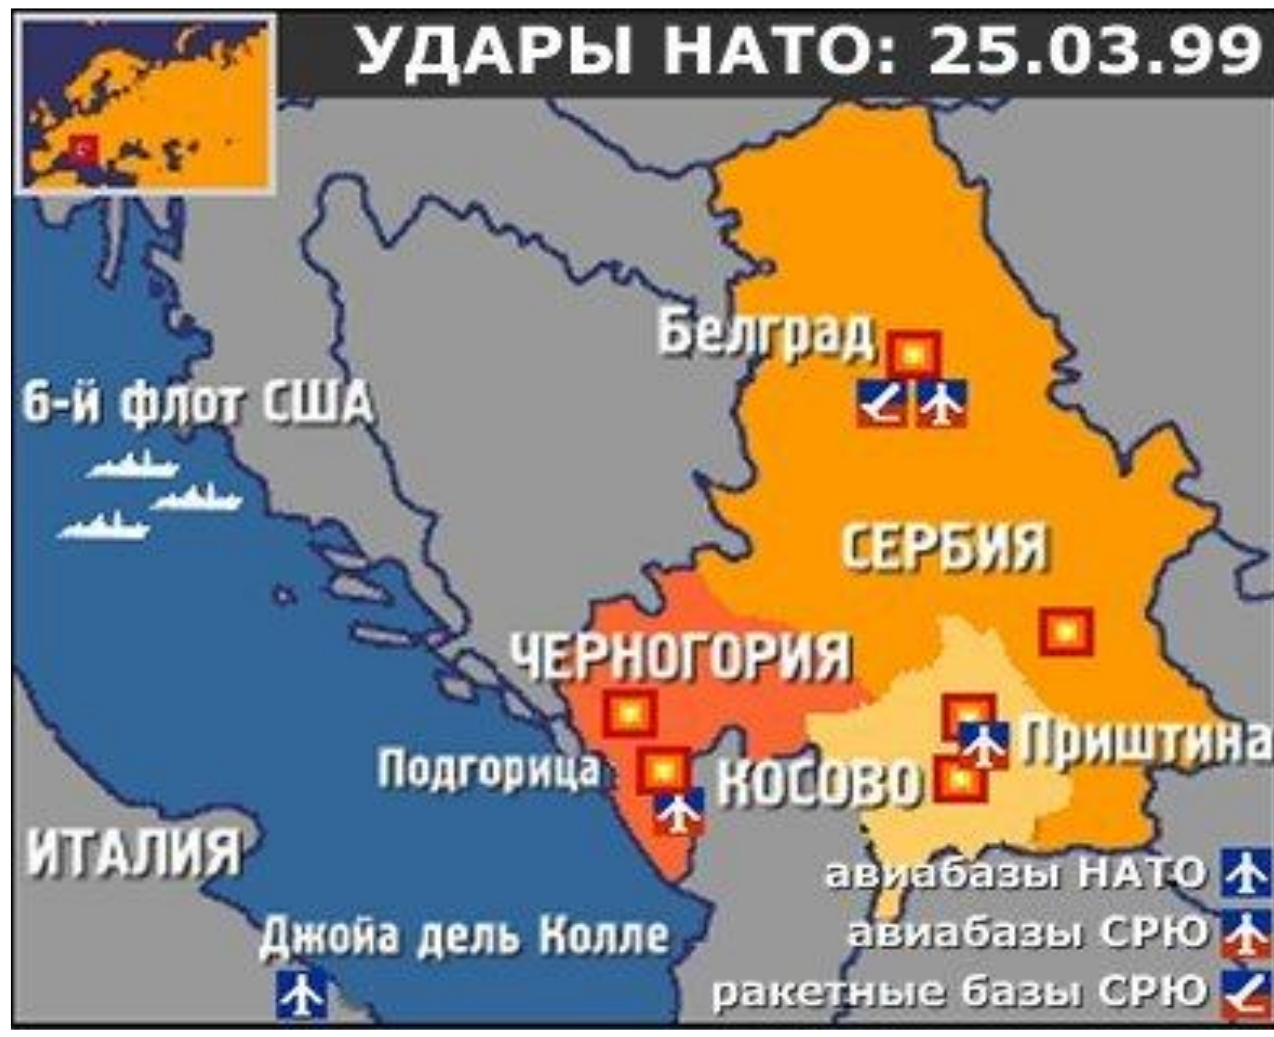 УДАРЫ НАТО: 25.03.99
Белград
6-й флот США
СЕРБИЯ
ЧЕРНОГОРИЯ
Приштина
Подгорица
КОСОВО
ИТАЛИЯ
авиабазы НАТО
Джойа дель Колле
авиабазы СРЮ
ракетные базы СРЮ